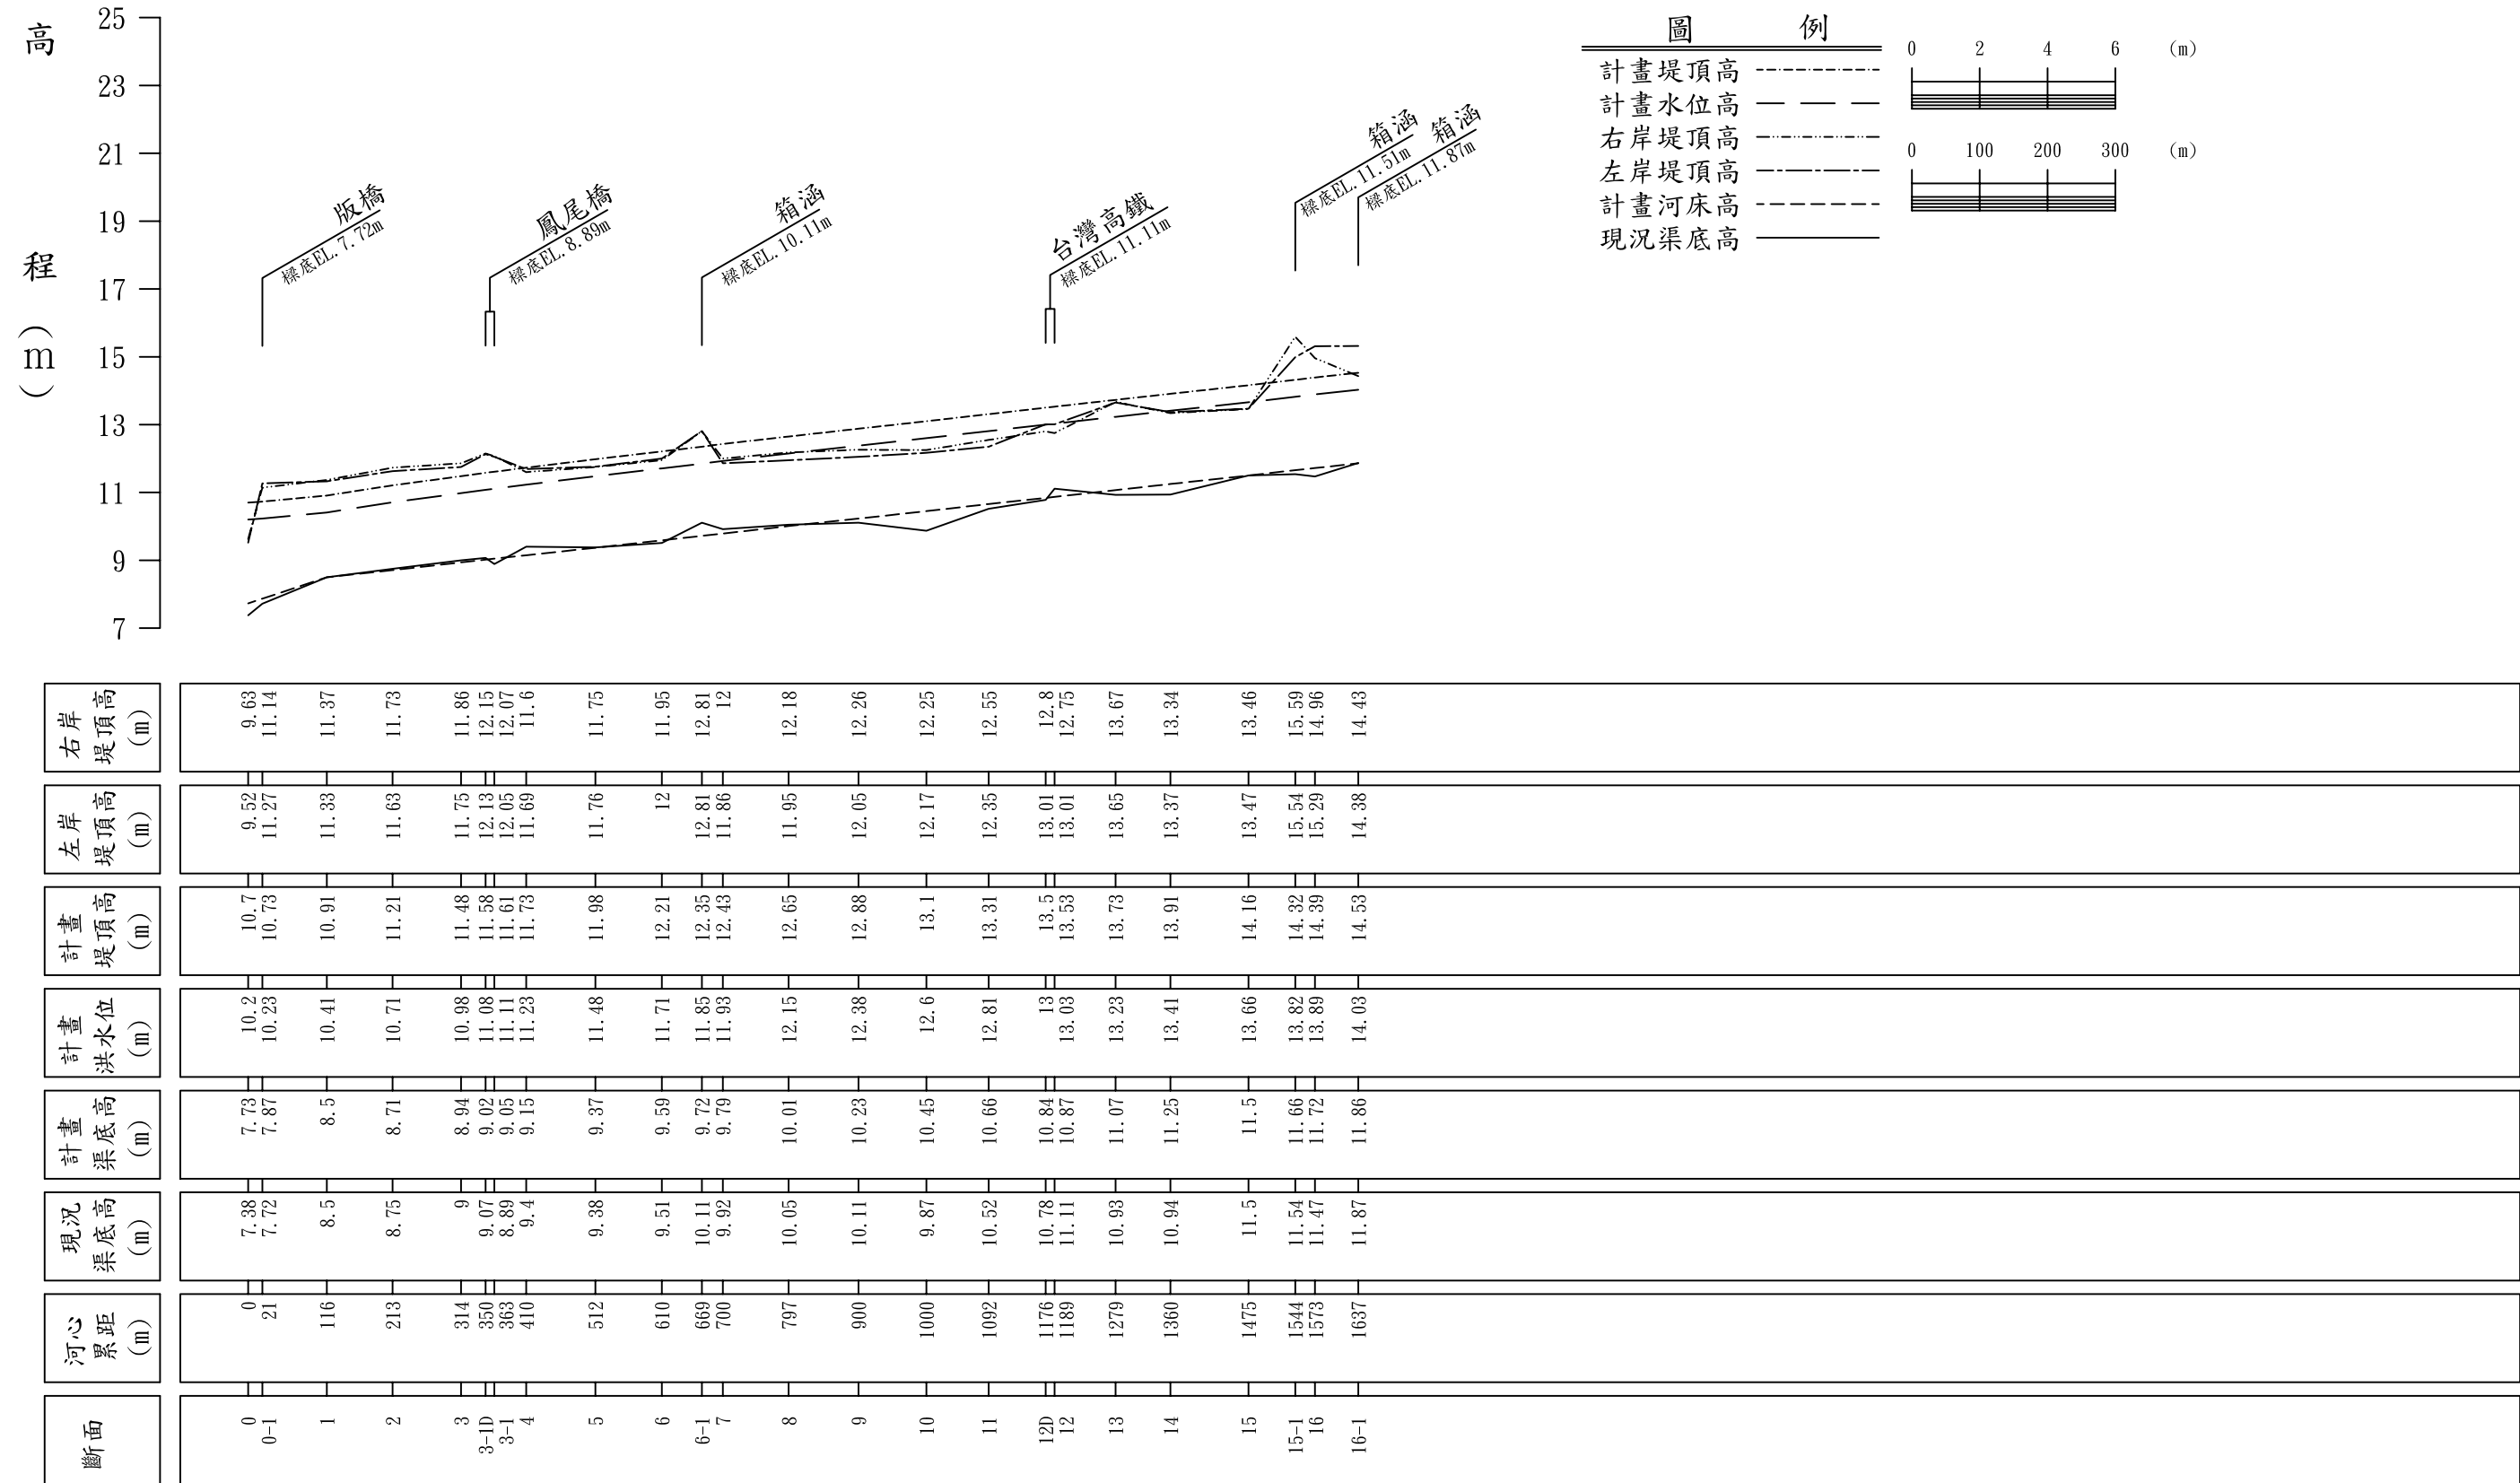 高
程
(m)
25
23
21
19
17
15
13
11
9
7
版橋
樑底EL.7.72m
鳳尾橋
樑底EL.8.89m
箱涵
樑底EL.10.11m
台灣高鐵
樑底EL.11.11m
箱涵
樑底EL.11.51m
箱涵
樑底EL.11.87m
圖 例
計畫堤頂高
計畫水位高
右岸堤頂高
左岸堤頂高
計畫河床高
現況渠底高
0 2 4 6 (m)
0 100 200 300 (m)
右岸
堤頂高
(m)
9.63 11.14 11.37 11.73 11.86 12.15 12.07 11.6 11.75 11.95 12.81 12 12.18 12.26 12.25 12.55 12.8 12.75 13.67 13.34 13.46 15.59 14.96 14.43
左岸
堤頂高
(m)
9.52 11.27 11.33 11.63 11.75 12.13 12.05 11.69 11.76 12 12.81 11.86 11.95 12.05 12.17 12.35 13.01 13.01 13.65 13.37 13.47 15.54 15.29 14.38
計畫
堤頂高
(m)
10.7 10.73 10.91 11.21 11.48 11.58 11.61 11.73 11.98 12.21 12.35 12.43 12.65 12.88 13.1 13.31 13.5 13.53 13.73 13.91 14.16 14.32 14.39 14.53
計畫
洪水位
(m)
10.2 10.23 10.41 10.71 10.98 11.08 11.11 11.23 11.48 11.71 11.85 11.93 12.15 12.38 12.6 12.81 13 13.03 13.23 13.41 13.66 13.82 13.89 14.03
計畫
渠底高
(m)
7.73 7.87 8.5 8.71 8.94 9.02 9.05 9.15 9.37 9.59 9.72 9.79 10.01 10.23 10.45 10.66 10.84 10.87 11.07 11.25 11.5 11.66 11.72 11.86
現況
渠底高
(m)
7.38 7.72 8.5 8.75 9 9.07 8.89 9.4 9.38 9.51 10.11 9.92 10.05 10.11 9.87 10.52 10.78 11.11 10.93 10.94 11.5 11.54 11.47 11.87
河心
累距
(m)
0 21 116 213 314 350 363 410 512 610 669 700 797 900 1000 1092 1176 1189 1279 1360 1475 1544 1573 1637
斷面
0 0-1 1 2 3 3-1D 3-1 4 5 6 6-1 7 8 9 10 11 12D 12 13 14 15 15-1 16 16-1